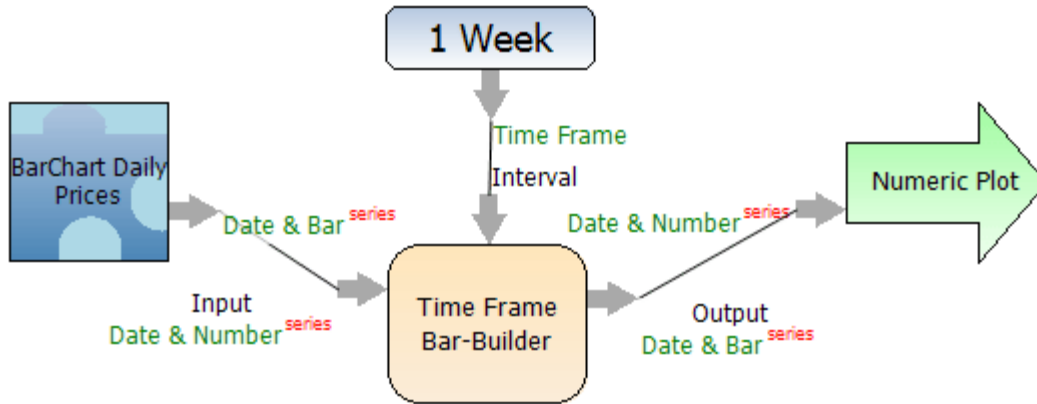 1 Week
Time Frame
Interval
BarChart Daily
Prices
Date & Bar series
Input
Date & Number series
Time Frame
Bar-Builder
Date & Number series
Output
Date & Bar series
Numeric Plot